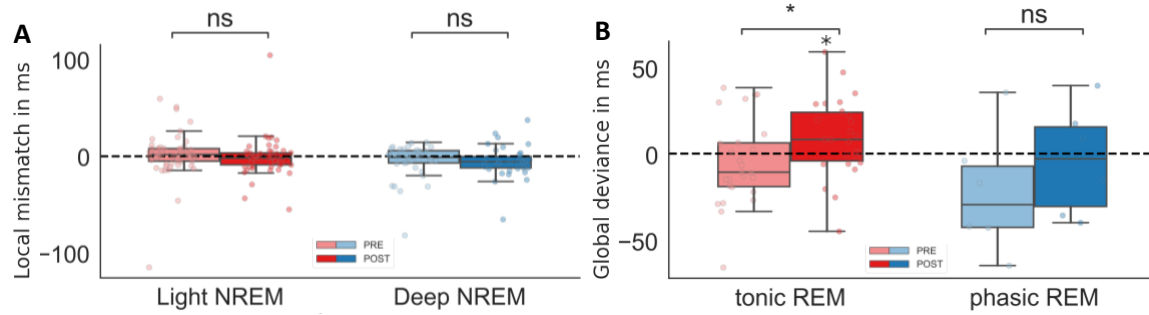 A
ns
ns
Local mismatch in ms
100
0
−100
PRE
POST
Light NREM
Deep NREM
B
*
ns
*
Global deviance in ms
50
0
−50
PRE
POST
tonic REM
phasic REM